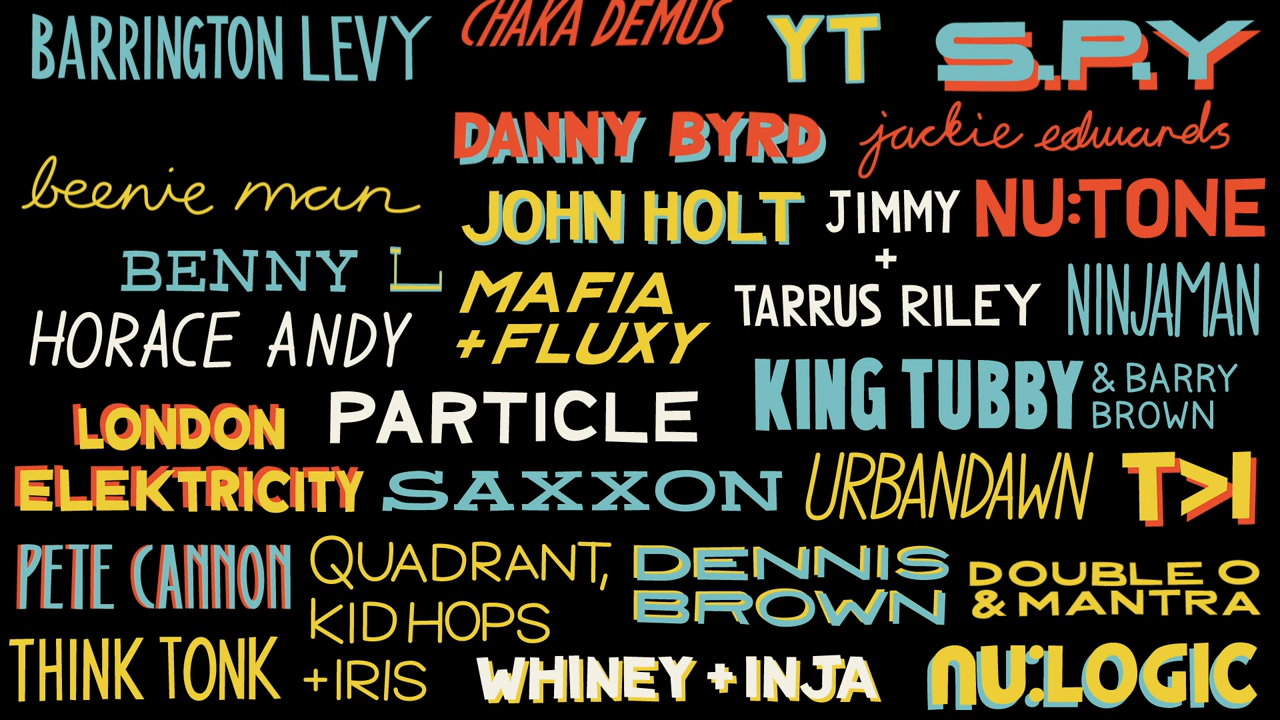 BARRINGTON LEVY
CHAKA DEMUS
YT
S.P.Y
DANNY BYRD
jackie edwards
beenie man
JOHN HOLT
JIMMY
+
TARRUS RILEY
NU:TONE
BENNY L
MAFIA
+ FLUXY
NINJAMAN
HORACE ANDY
KING TUBBY
& BARRY
BROWN
PARTICLE
LONDON
ELEKTRICITY
SAXXON
URBANDAWN
T>I
PETE CANNON
QUADRANT,
KID HOPS
+ IRIS
DENNIS
BROWN
DOUBLE O
& MANTRA
THINK TONK
WHINEY + INJA
NU:LOGIC